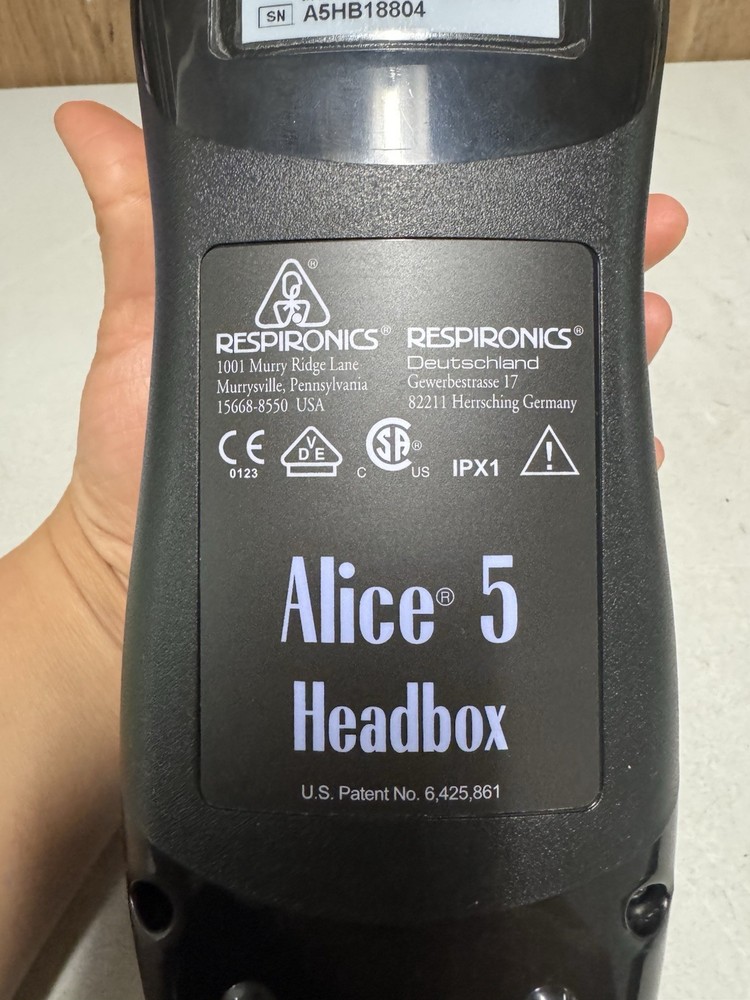 SN A5HB18804
®
RESPIRONICS®
1001 Murry Ridge Lane
Murrysville, Pennsylvania
15668-8550 USA
RESPIRONICS®
Deutschland
Gewerbestrasse 17
82211 Herrsching Germany
CE
0123
VDE
C SA ® US
IPX1
!
Alice® 5
Headbox
U.S. Patent No. 6,425,861